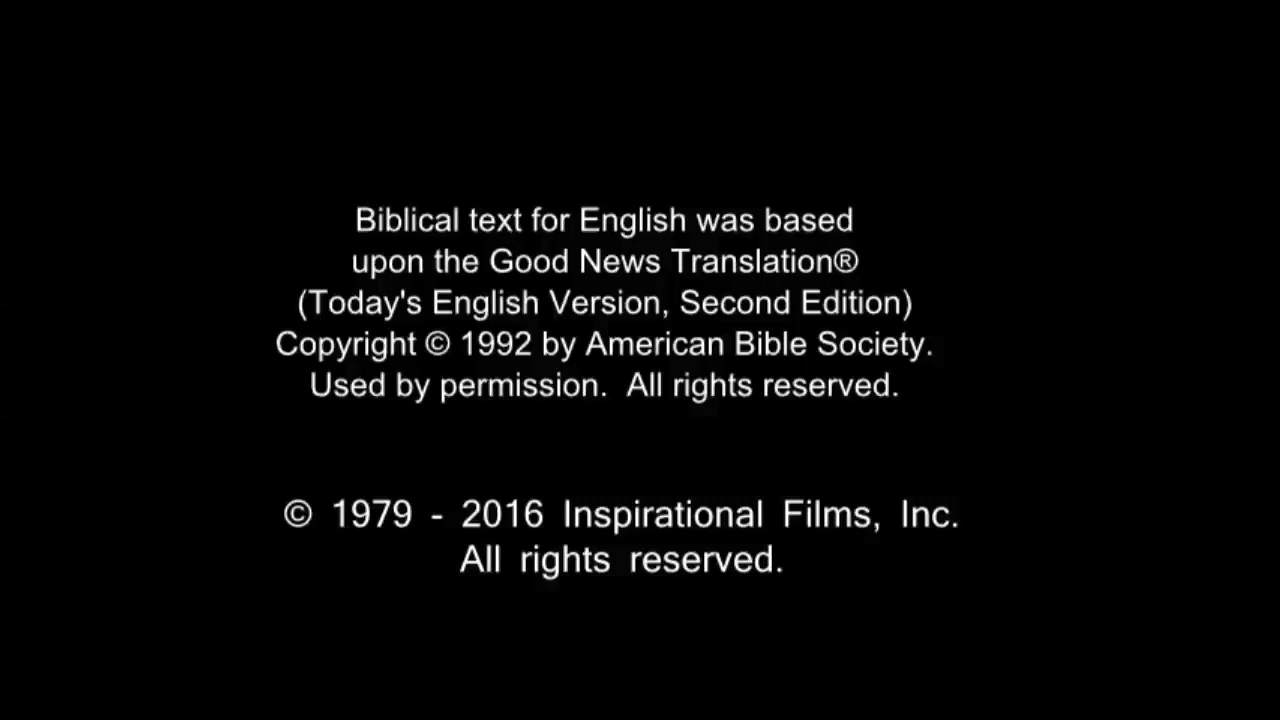 Biblical text for English was based
upon the Good News Translation®
(Today's English Version, Second Edition)
Copyright © 1992 by American Bible Society.
Used by permission.  All rights reserved.
© 1979 - 2016 Inspirational Films, Inc.
All rights reserved.